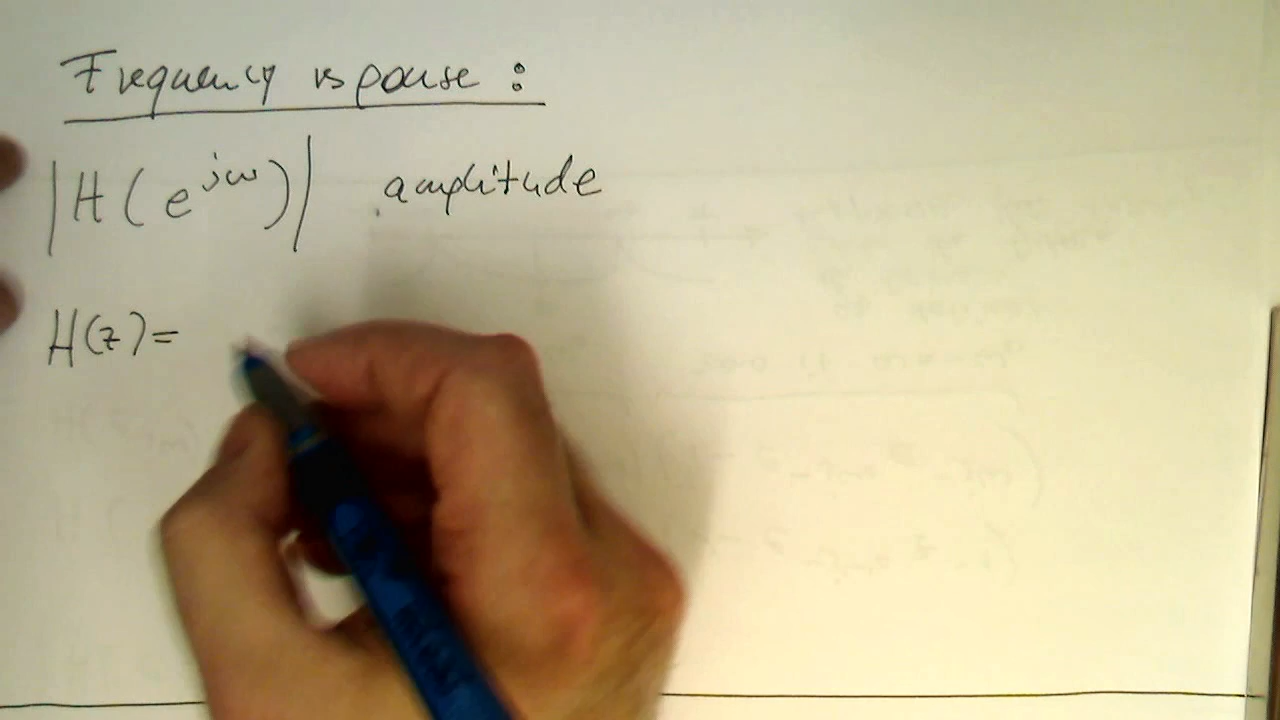 Frequency response :
|H(e^{jω})| amplitude
H(z)=